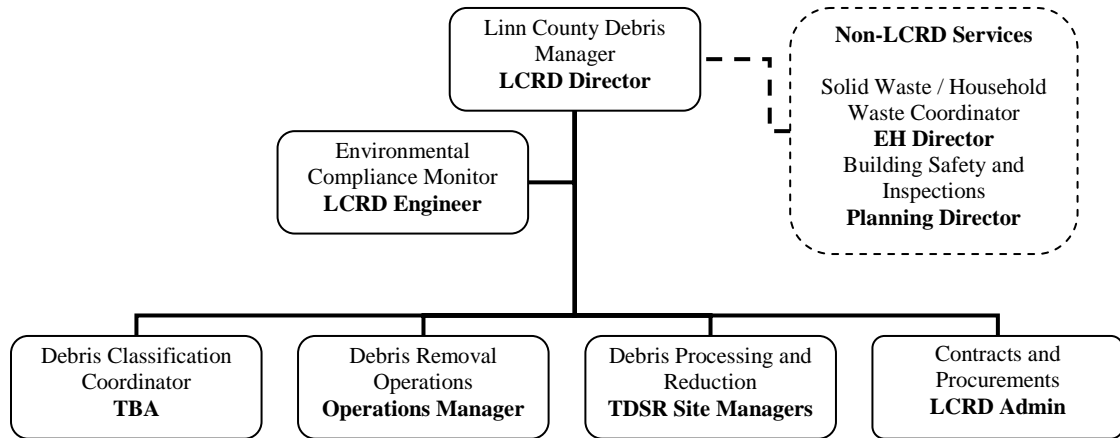 Linn County Debris
Manager
LCRD Director
Non-LCRD Services
Solid Waste / Household
Waste Coordinator
EH Director
Building Safety and
Inspections
Planning Director
Environmental
Compliance Monitor
LCRD Engineer
Debris Classification
Coordinator
TBA
Debris Removal
Operations
Operations Manager
Debris Processing and
Reduction
TDSR Site Managers
Contracts and
Procurements
LCRD Admin